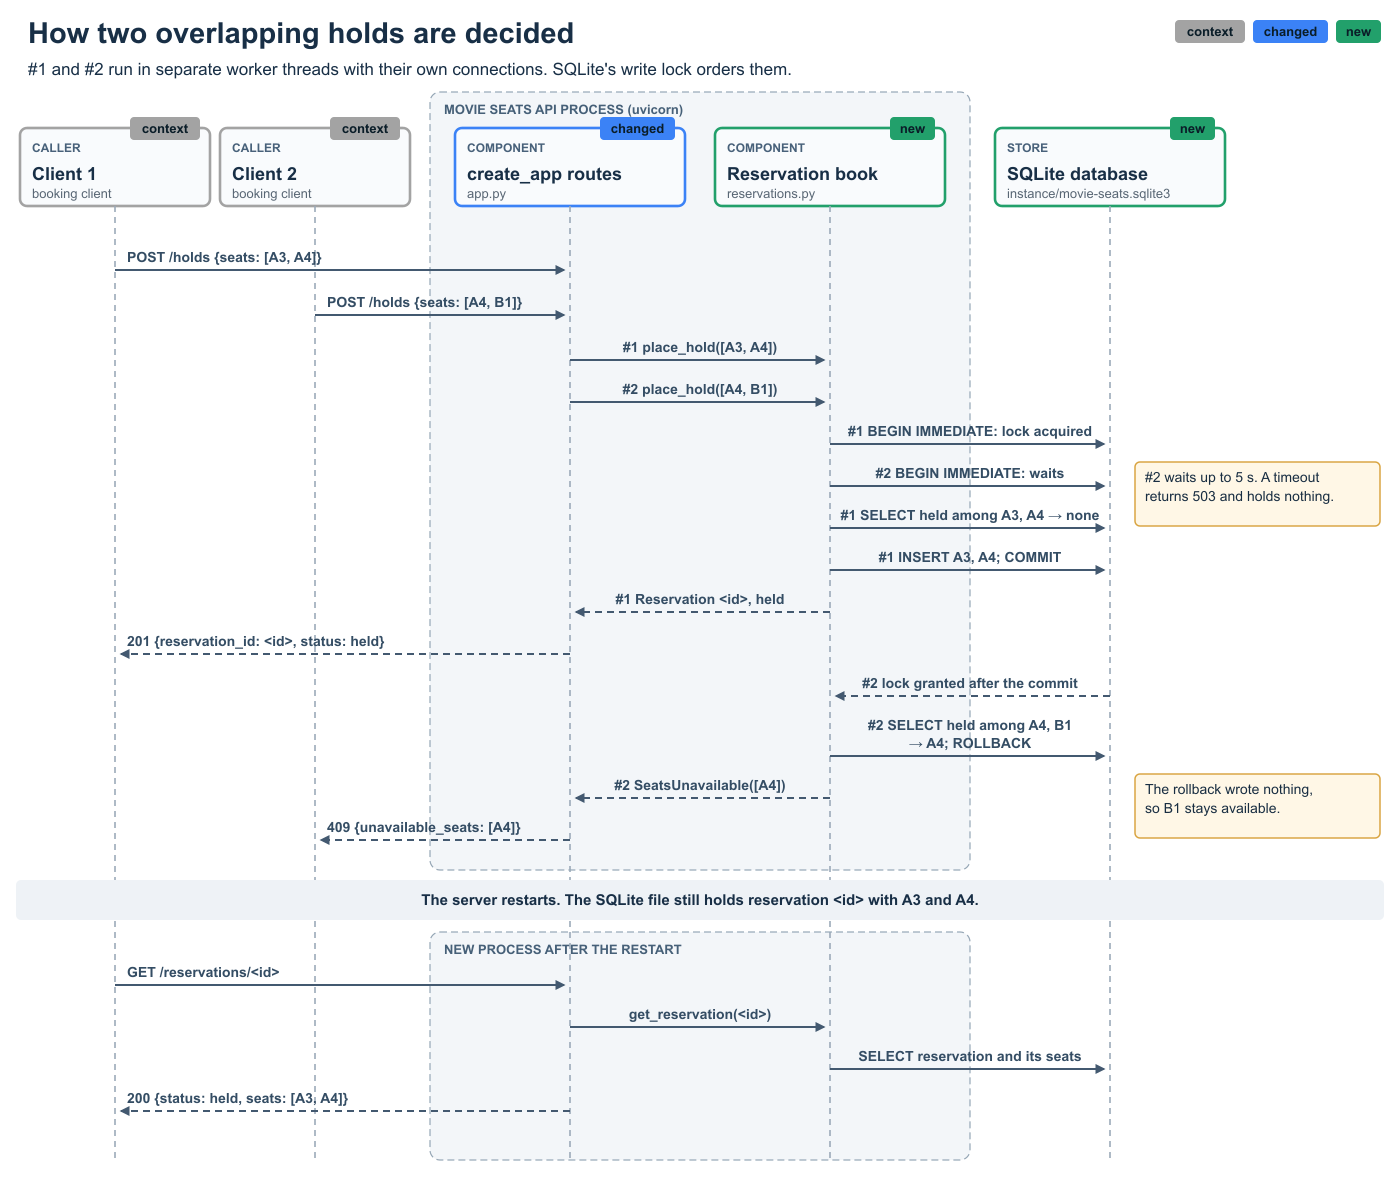 How two overlapping holds are decided
context
changed
new
#1 and #2 run in separate worker threads with their own connections. SQLite's write lock orders them.
MOVIE SEATS API PROCESS (uvicorn)
context
CALLER
Client 1
booking client
context
CALLER
Client 2
booking client
changed
COMPONENT
create_app routes
app.py
new
COMPONENT
Reservation book
reservations.py
new
STORE
SQLite database
instance/movie-seats.sqlite3
POST /holds {seats: [A3, A4]}
POST /holds {seats: [A4, B1]}
#1 place_hold([A3, A4])
#2 place_hold([A4, B1])
#1 BEGIN IMMEDIATE: lock acquired
#2 BEGIN IMMEDIATE: waits
#2 waits up to 5 s. A timeout
returns 503 and holds nothing.
#1 SELECT held among A3, A4 → none
#1 INSERT A3, A4; COMMIT
#1 Reservation <id>, held
201 {reservation_id: <id>, status: held}
#2 lock granted after the commit
#2 SELECT held among A4, B1
→ A4; ROLLBACK
#2 SeatsUnavailable([A4])
The rollback wrote nothing,
so B1 stays available.
409 {unavailable_seats: [A4]}
The server restarts. The SQLite file still holds reservation <id> with A3 and A4.
NEW PROCESS AFTER THE RESTART
GET /reservations/<id>
get_reservation(<id>)
SELECT reservation and its seats
200 {status: held, seats: [A3, A4]}